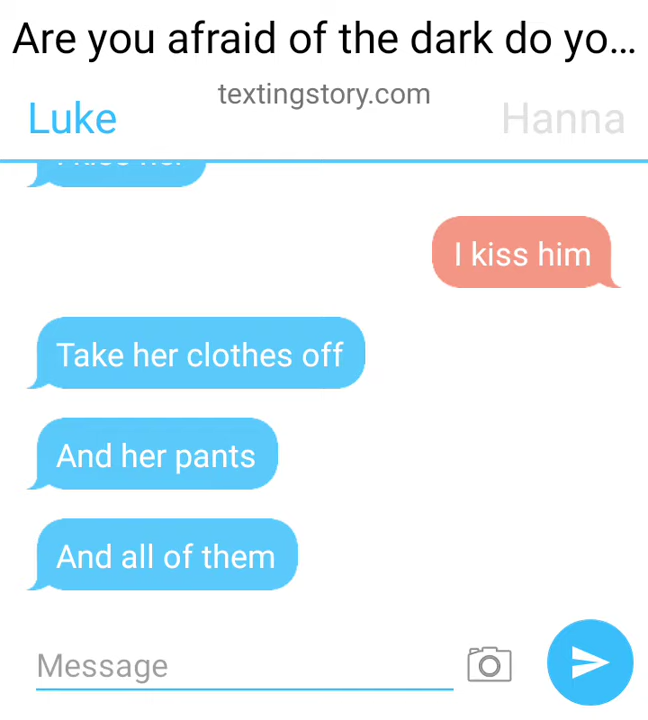 Are you afraid of the dark do yo...
textingstory.com
Luke
Hanna
I kiss him
Take her clothes off
And her pants
And all of them
Message